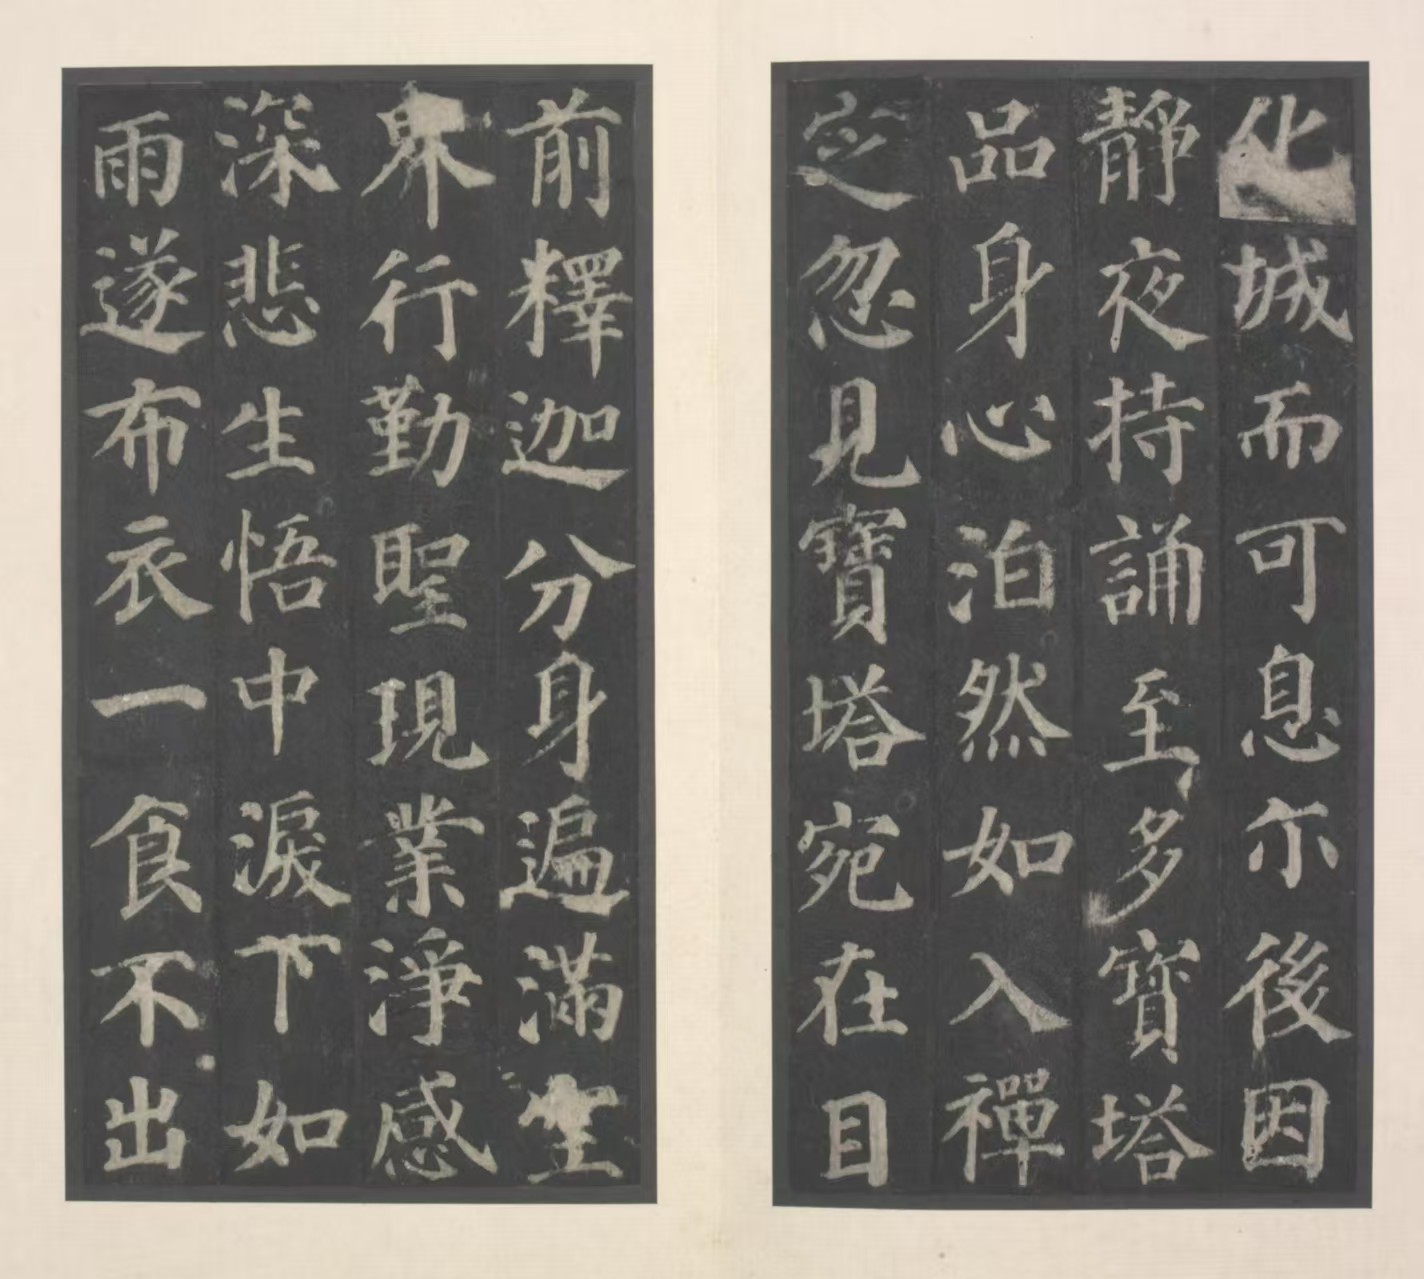 化城而可息尓後因
静夜持誦至多寶塔
品身心泊然如入禪
定忽見寶塔宛在目
前釋迦分身遍滿空
界行勤聖現業淨感
深悲生悟中淚下如
雨遂布衣一食不出